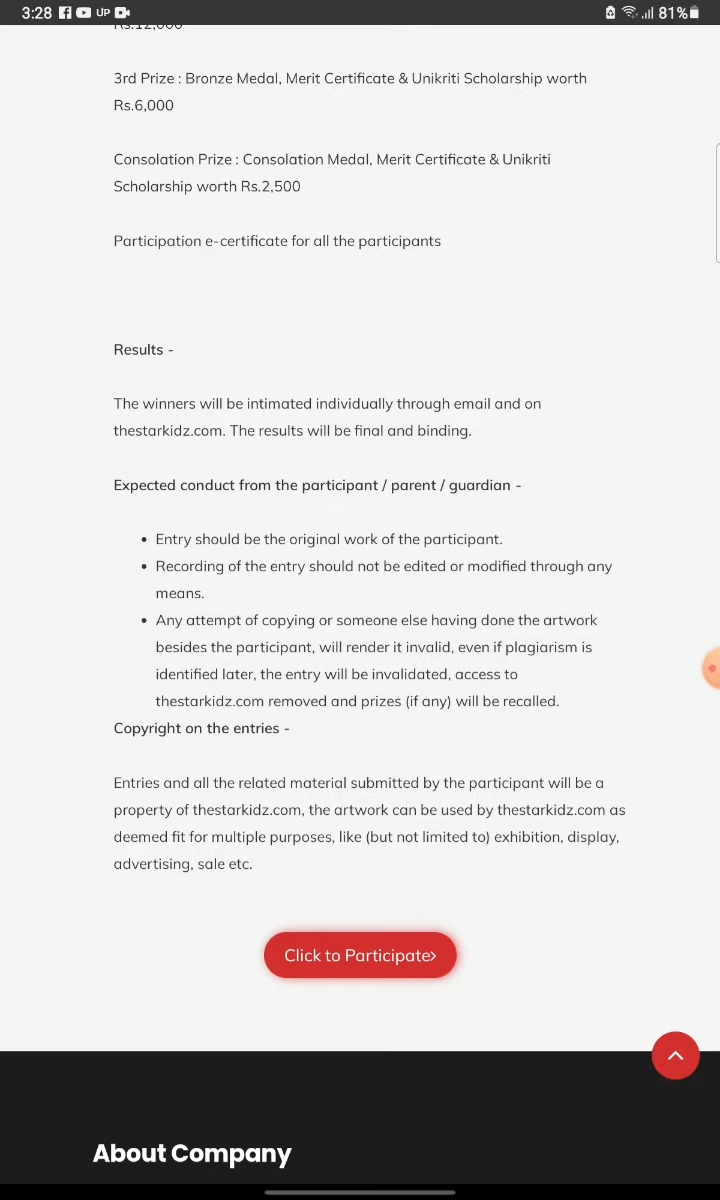 3:28 UP 81%
Rs.12,000
3rd Prize : Bronze Medal, Merit Certificate & Unikriti Scholarship worth
Rs.6,000
Consolation Prize : Consolation Medal, Merit Certificate & Unikriti
Scholarship worth Rs.2,500
Participation e-certificate for all the participants
Results -
The winners will be intimated individually through email and on
thestarkidz.com. The results will be final and binding.
Expected conduct from the participant / parent / guardian -
• Entry should be the original work of the participant.
• Recording of the entry should not be edited or modified through any
means.
• Any attempt of copying or someone else having done the artwork
besides the participant, will render it invalid, even if plagiarism is
identified later, the entry will be invalidated, access to
thestarkidz.com removed and prizes (if any) will be recalled.
Copyright on the entries -
Entries and all the related material submitted by the participant will be a
property of thestarkidz.com, the artwork can be used by thestarkidz.com as
deemed fit for multiple purposes, like (but not limited to) exhibition, display,
advertising, sale etc.
Click to Participate>
About Company